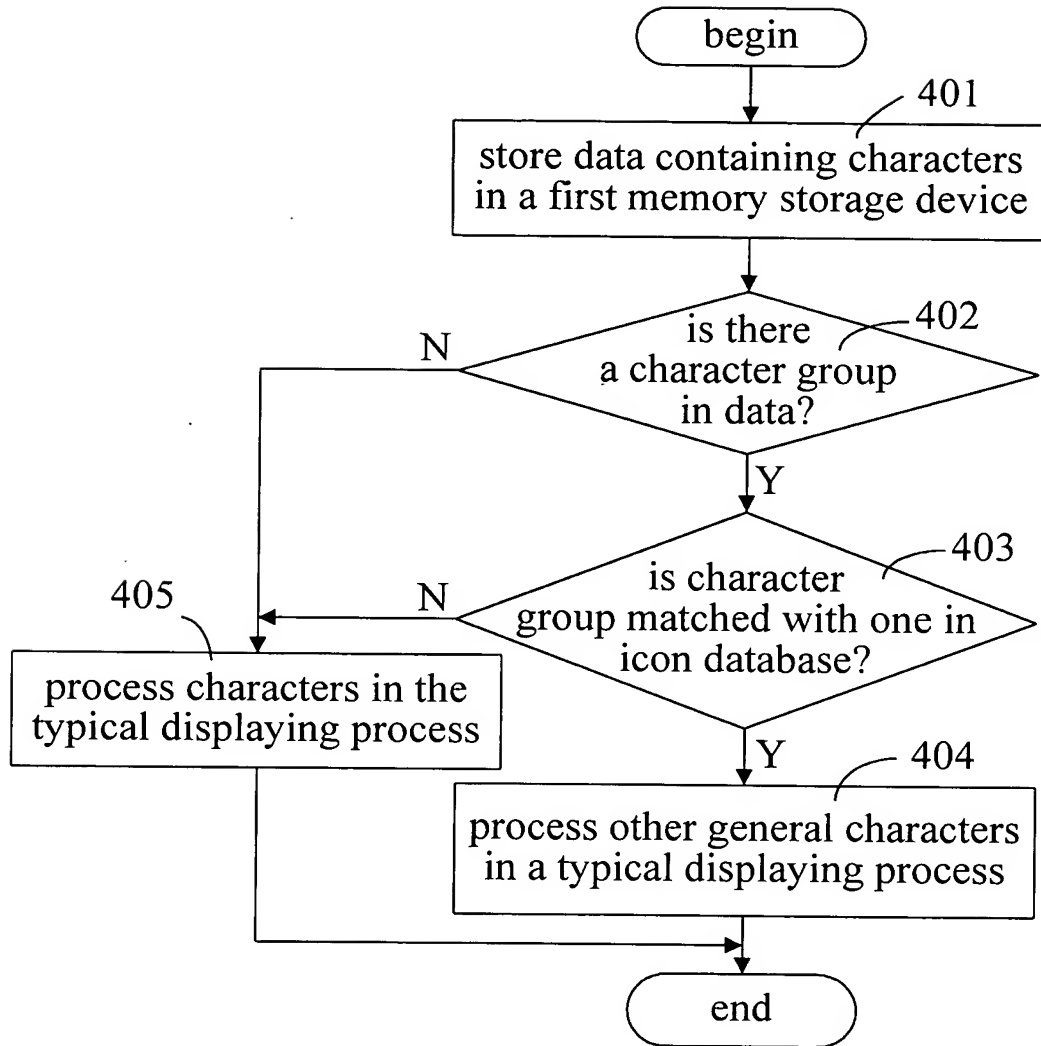 begin
401
store data containing characters
in a first memory storage device
402
is there
a character group
in data?
N
Y
403
is character
group matched with one in
icon database?
N
405
process characters in the
typical displaying process
Y
404
process other general characters
in a typical displaying process
end